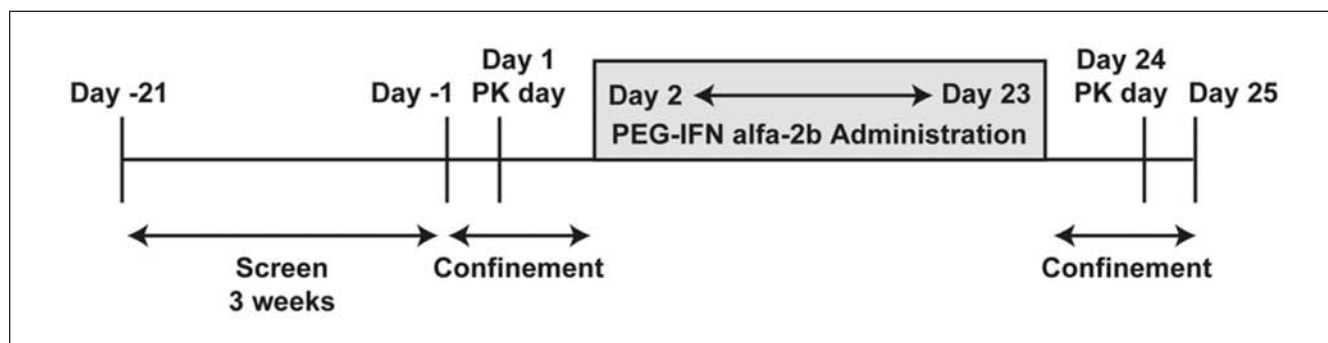 Day -21
Day -1
Day 1
PK day
Day 2
Day 23
PEG-IFN alfa-2b Administration
Day 24
PK day
Day 25
Screen
3 weeks
Confinement
Confinement